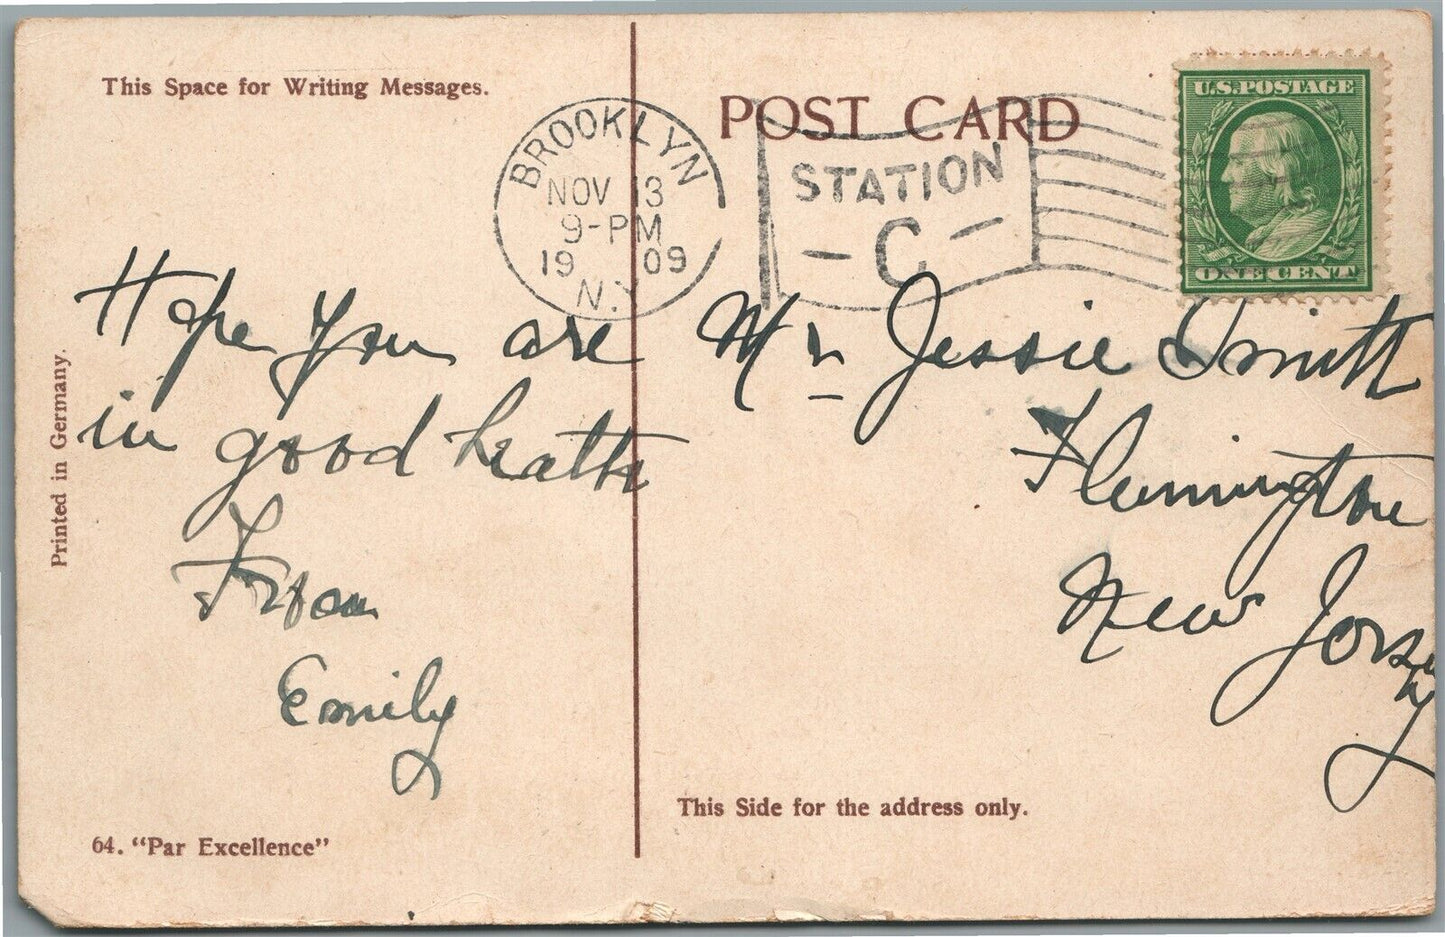 This Space for Writing Messages.
POST CARD
U.S.POSTAGE
ONE CENT
BROOKLYN
NOV 13
9-PM
19 09
N.Y
STATION
- C -
Hope you are
in good health
From
Emily
Mr Jessie Smith
Flemington
New Jersey
Printed in Germany.
64. "Par Excellence"
This Side for the address only.